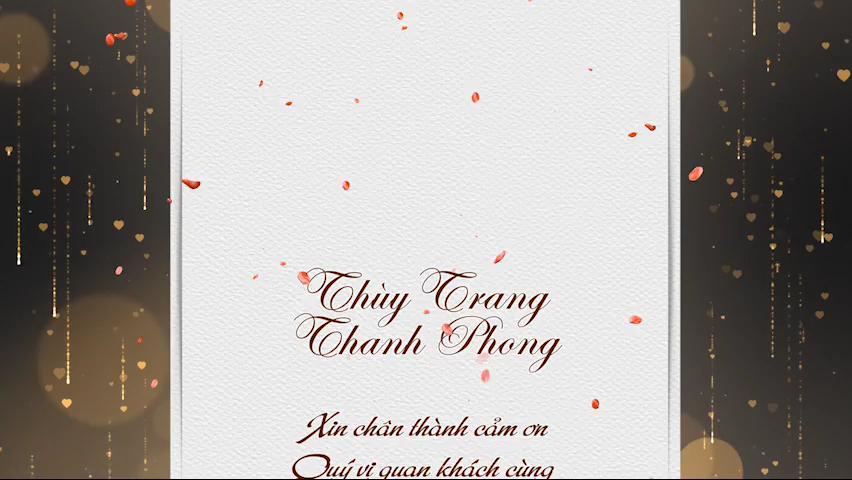 Thùy Trang
Thanh Phong
Xin chân thành cảm ơn
Quý vị quan khách cùng